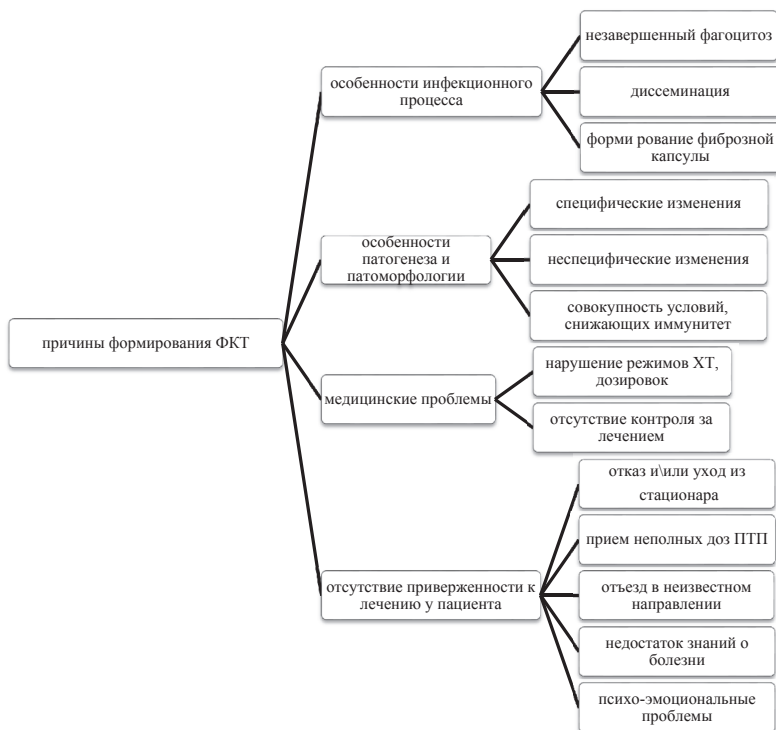 причины формирования ФКТ
особенности инфекционного
процесса
незавершенный фагоцитоз
диссеминация
форми рование фиброзной
капсулы
особенности
патогенеза и
патоморфологии
специфические изменения
неспецифические изменения
совокупность условий,
снижающих иммунитет
медицинские проблемы
нарушение режимов ХТ,
дозировок
отсутствие контроля за
лечением
отсутствие приверженности к
лечению у пациента
отказ и\или уход из
стационара
прием неполных доз ПТП
отъезд в неизвестном
направлении
недостаток знаний о
болезни
психо-эмоциональные
проблемы